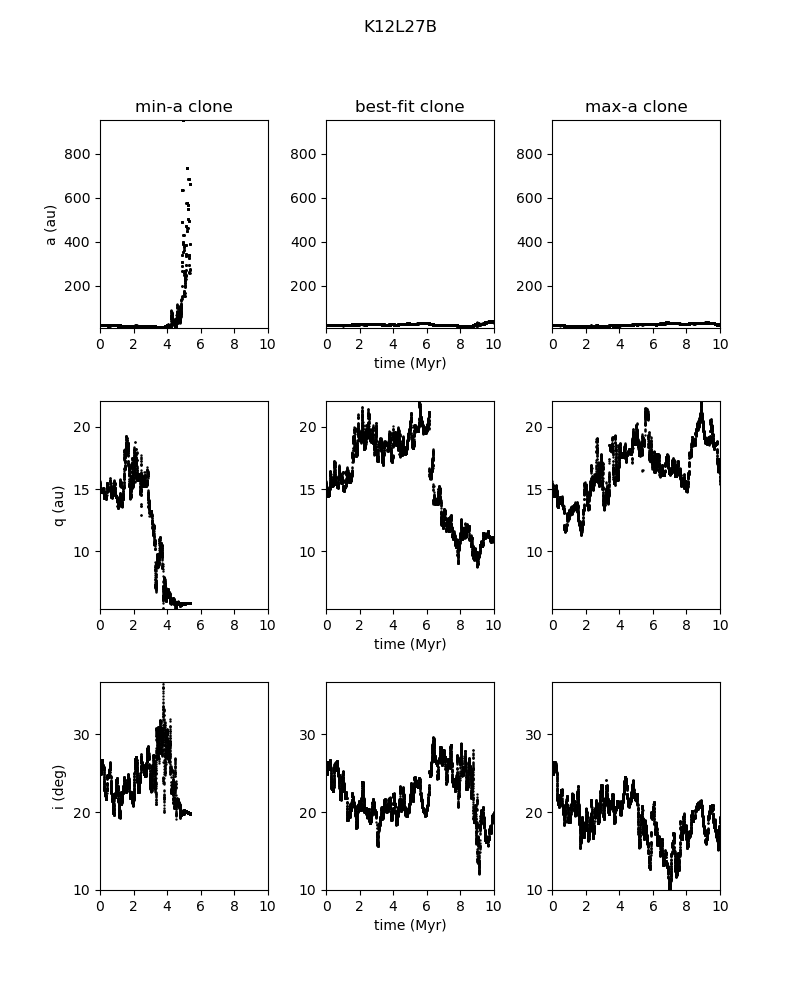 K12L27B
min-a clone best-fit clone max-a clone
a (au)
800 800 800
600 600 600
400 400 400
200 200 200
0 2 4 6 8 10 0 2 4 6 8 10 0 2 4 6 8 10
time (Myr)
q (au)
20 20 20
15 15 15
10 10 10
0 2 4 6 8 10 0 2 4 6 8 10 0 2 4 6 8 10
time (Myr)
i (deg)
30 30 30
20 20 20
10 10 10
0 2 4 6 8 10 0 2 4 6 8 10 0 2 4 6 8 10
time (Myr)